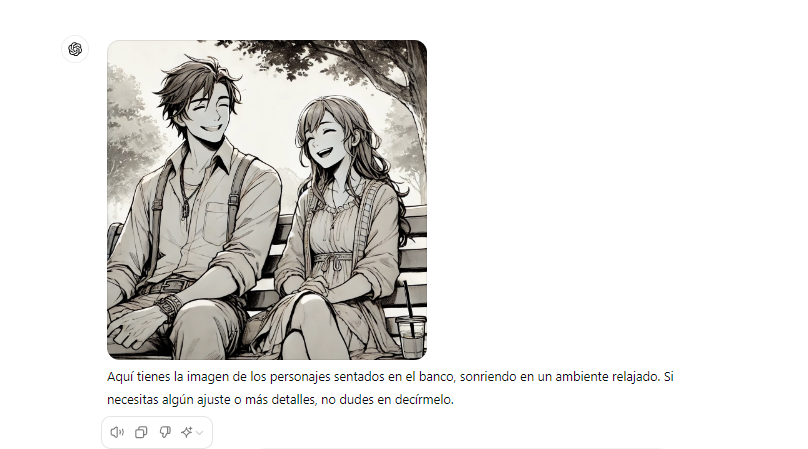 Aquí tienes la imagen de los personajes sentados en el banco, sonriendo en un ambiente relajado. Si
necesitas algún ajuste o más detalles, no dudes en decírmelo.